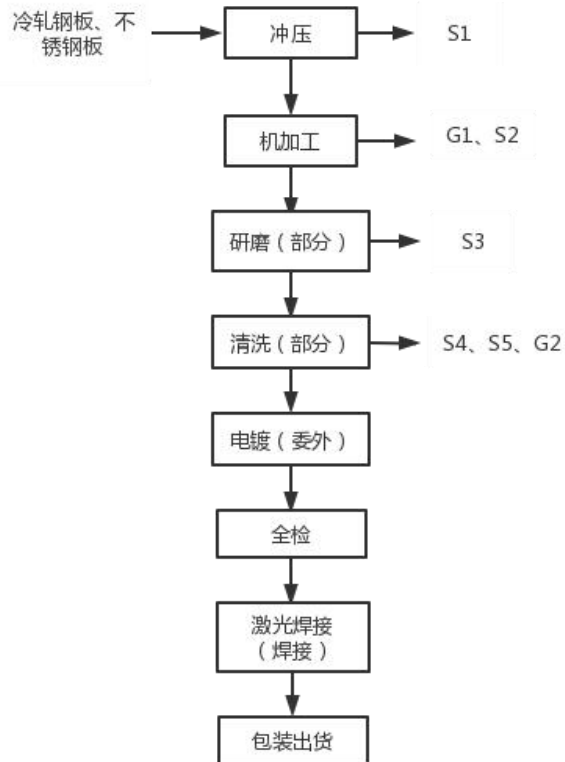 冷轧钢板、不
锈钢板
冲压
S1
机加工
G1、S2
研磨（部分）
S3
清洗（部分）
S4、S5、G2
电镀（委外）
全检
激光焊接
（焊接）
包装出货